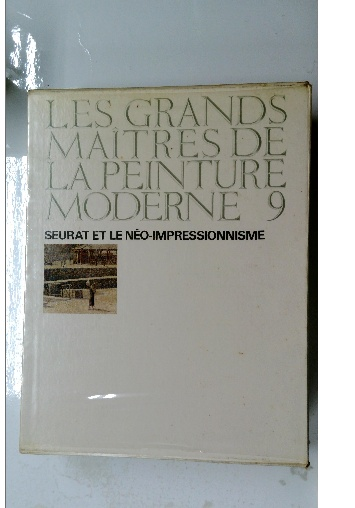 LES GRANDS
MAÎTRES DE
LA PEINTURE
MODERNE 9
SEURAT ET LE NÉO-IMPRESSIONNISME